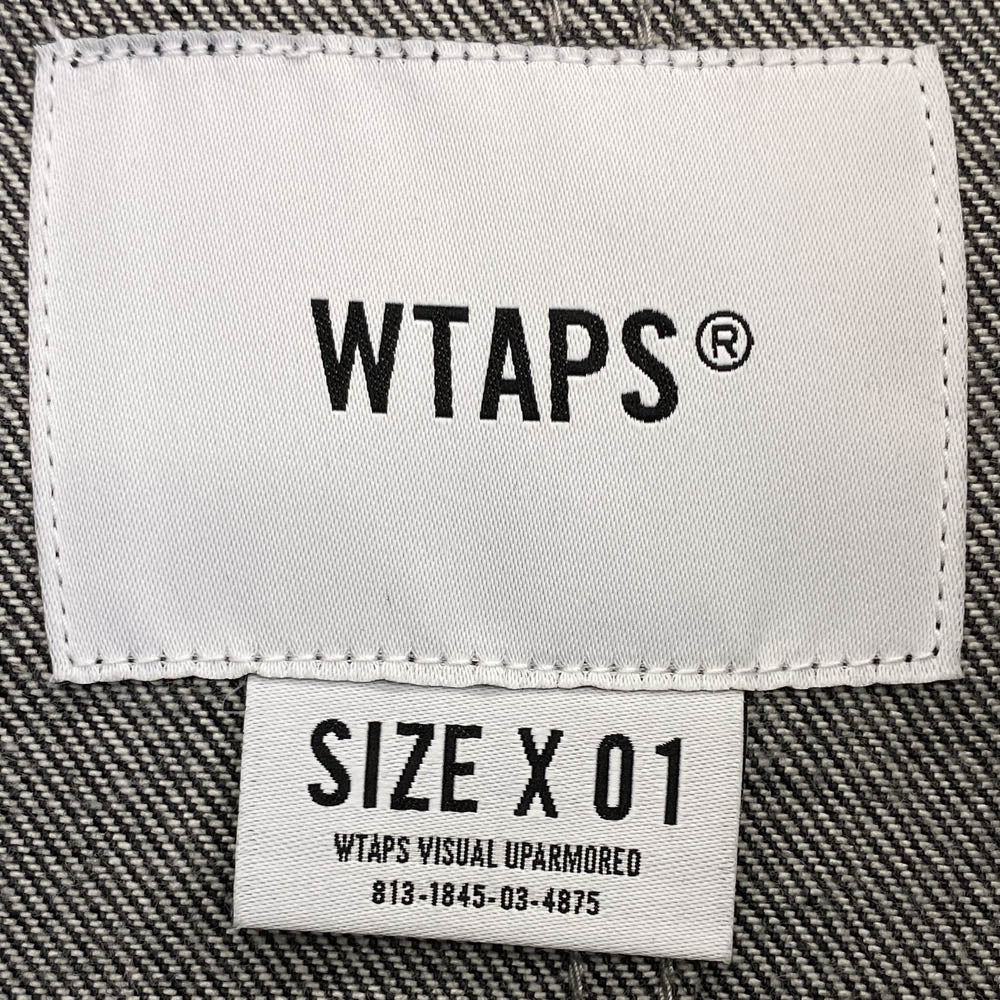 WTAPS®
SIZE X 01
WTAPS VISUAL UPARMORED
813-1845-03-4875